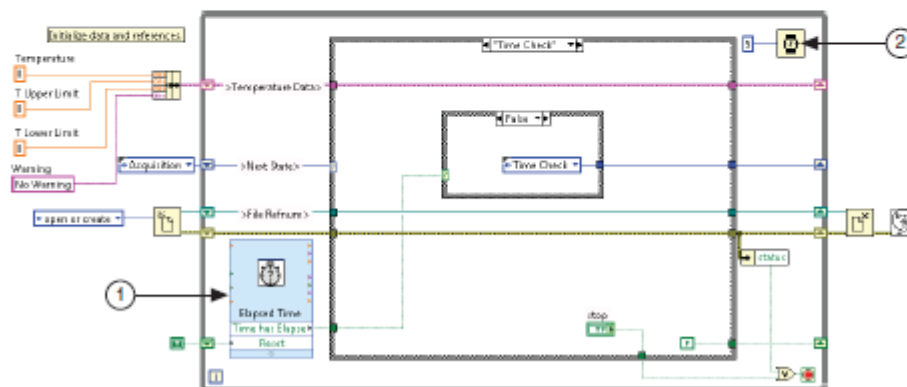 Initialize data and references.
"Time Check"
2
Temperature
>Temperature Data>
T Upper Limit
False
T Lower Limit
Warning
Acquisition
>Next State>
Time Check
No Warning
>File Refnum>
open or create
status
1
Elapsed Time
stop
Time has Elapse
Reset
TF
F
i